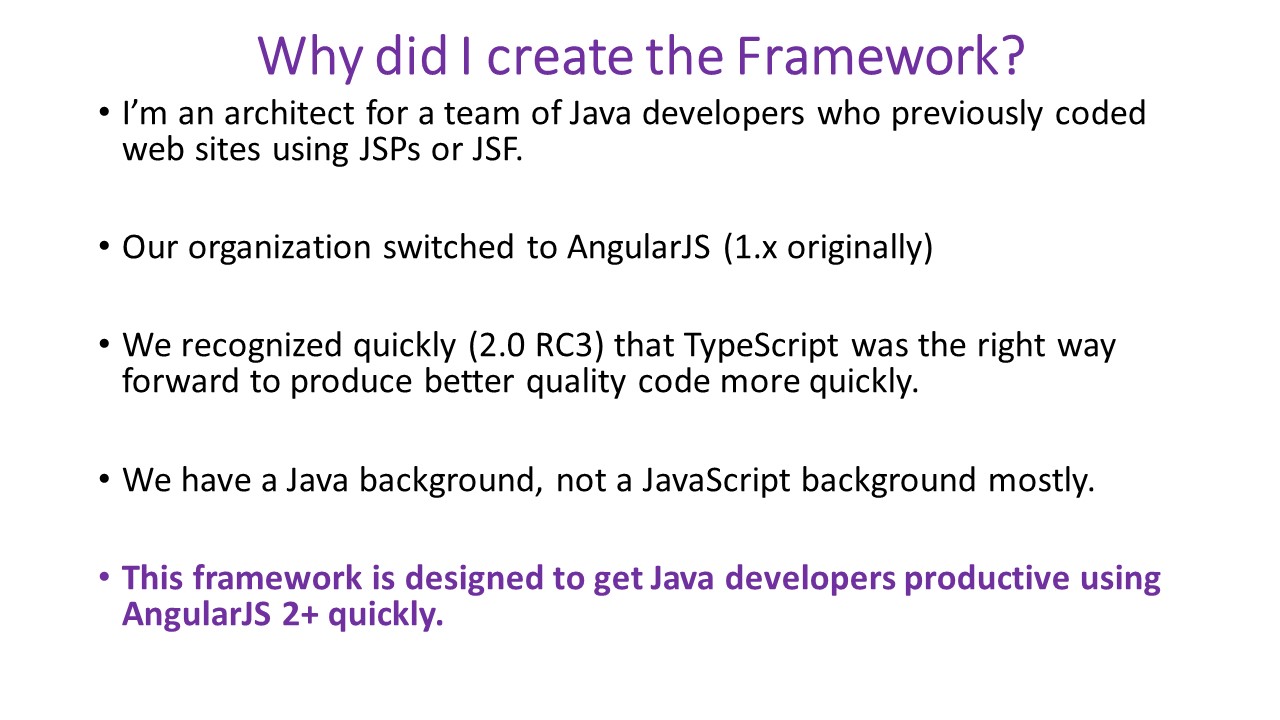 Why did I create the Framework?
• I’m an architect for a team of Java developers who previously coded
web sites using JSPs or JSF.
• Our organization switched to AngularJS (1.x originally)
• We recognized quickly (2.0 RC3) that TypeScript was the right way
forward to produce better quality code more quickly.
• We have a Java background, not a JavaScript background mostly.
• This framework is designed to get Java developers productive using
AngularJS 2+ quickly.